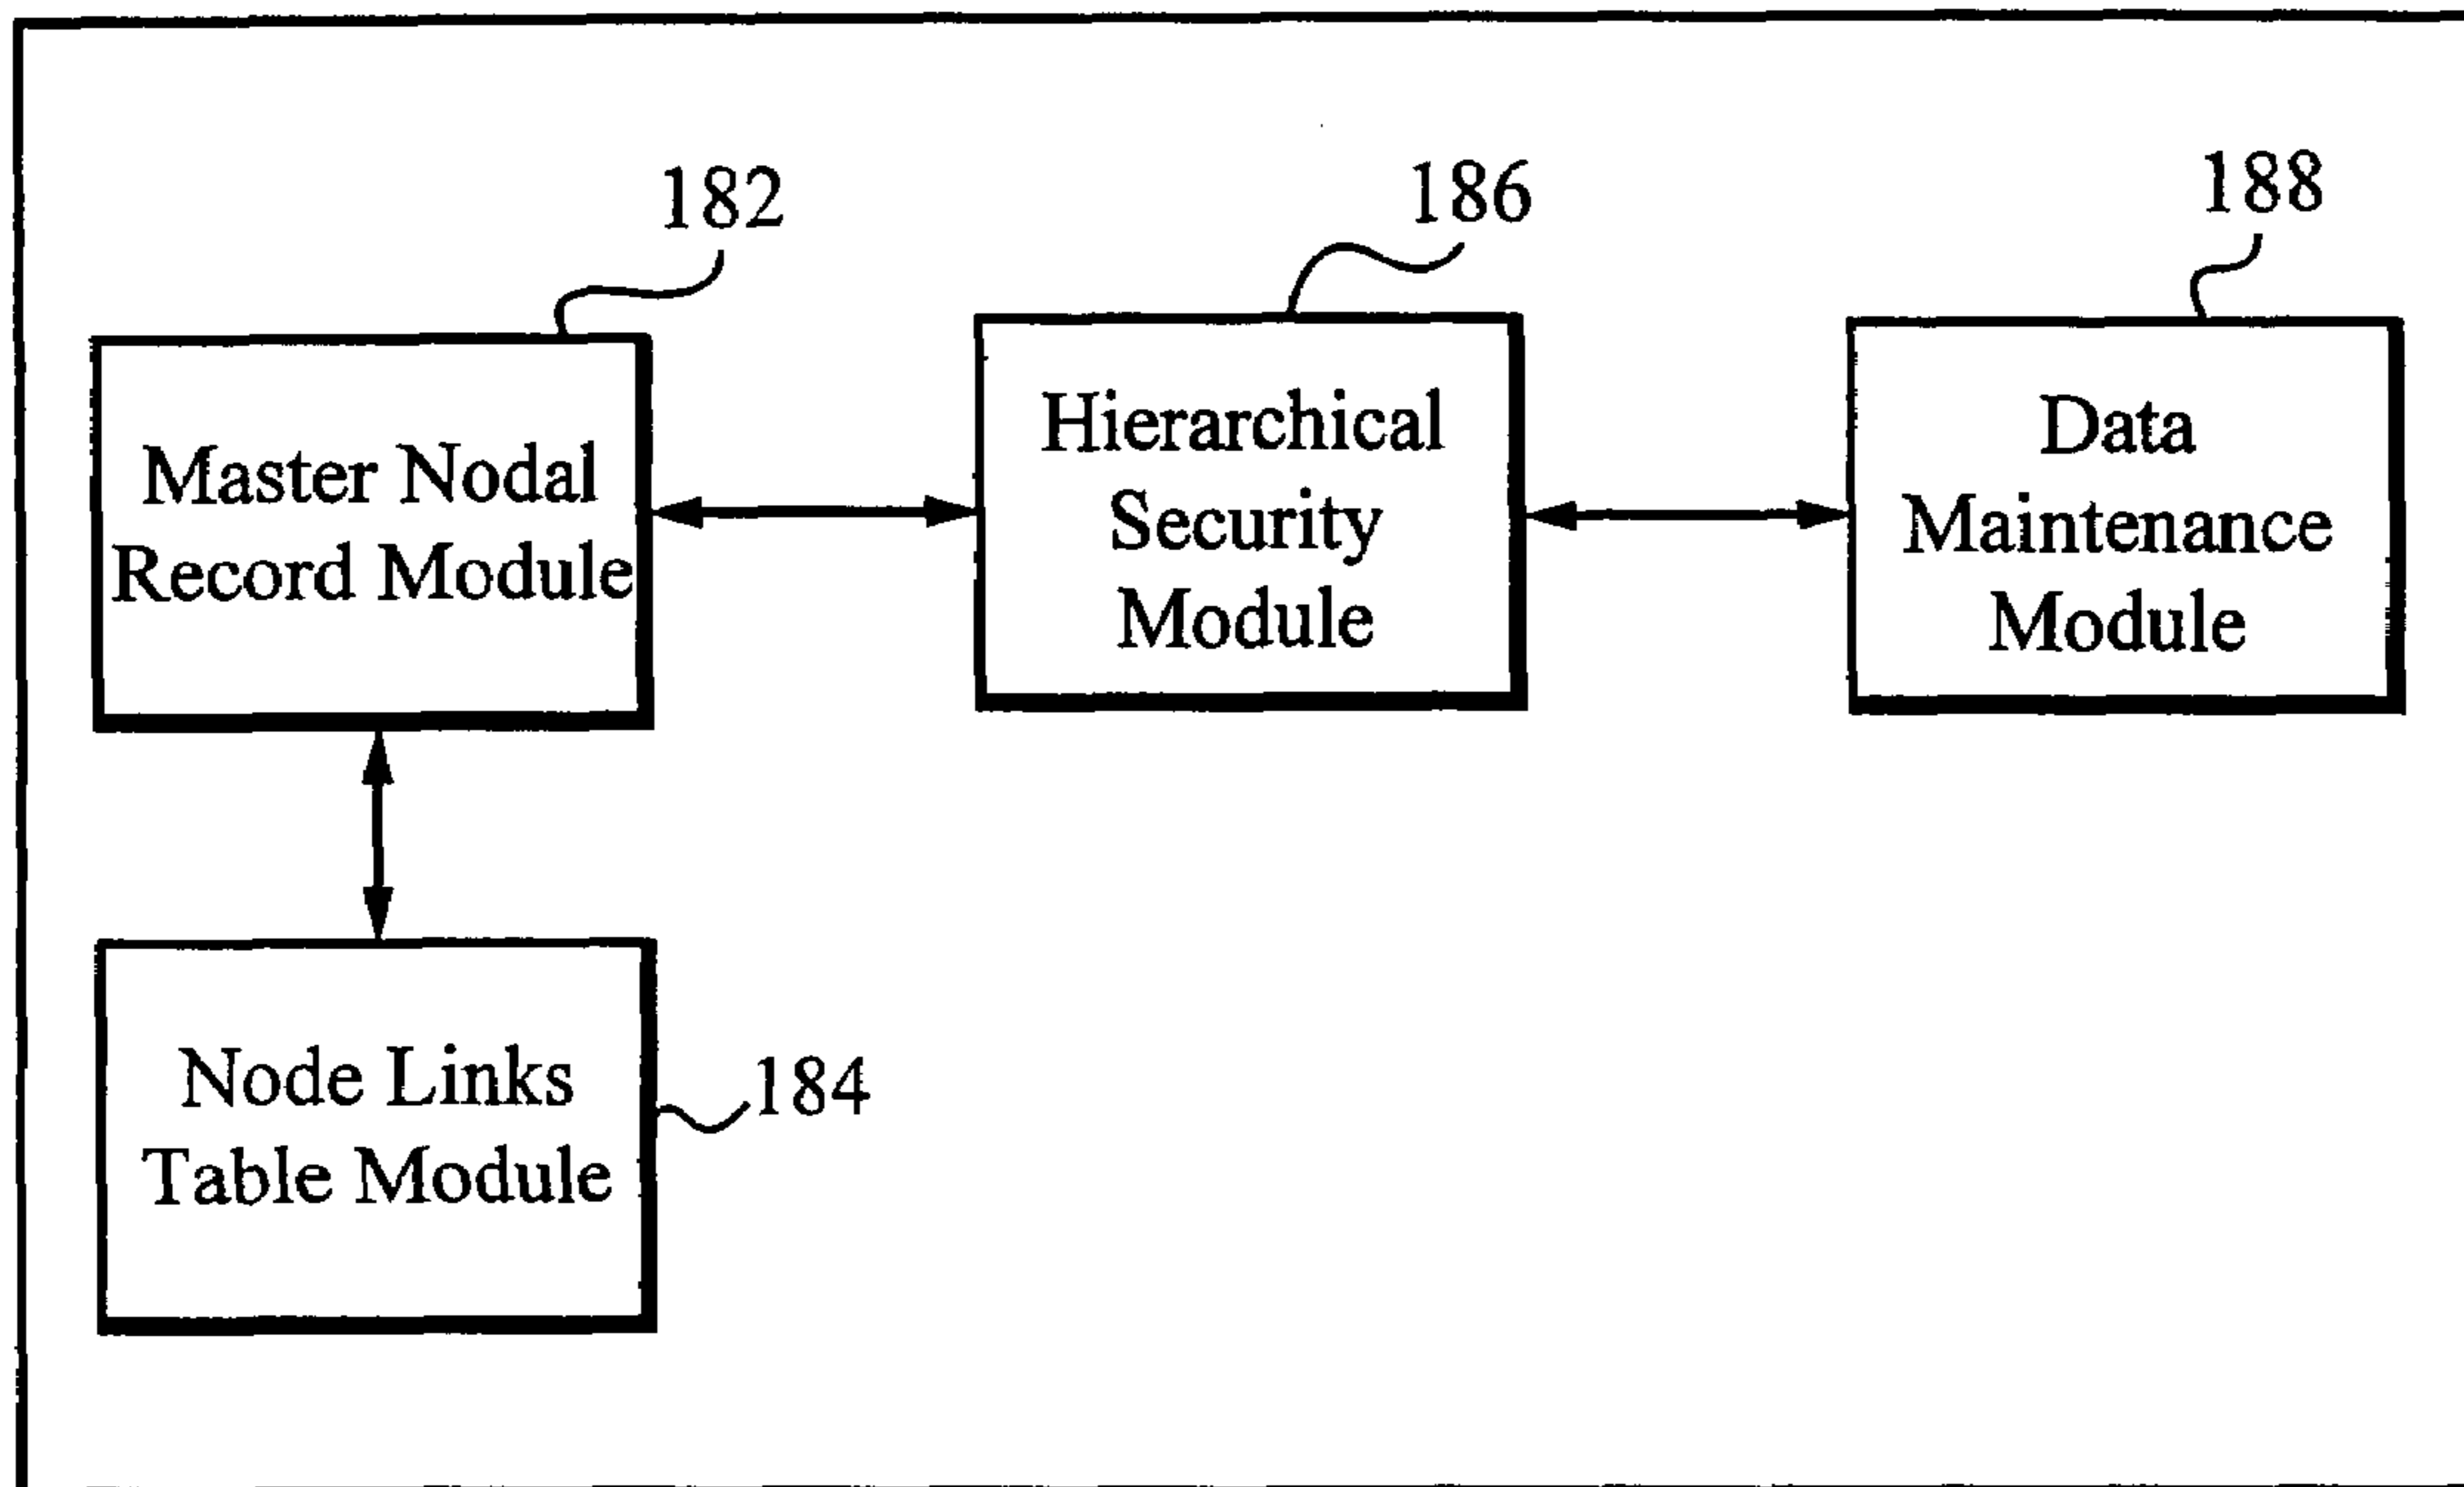 182
186
188
Master Nodal
Record Module
Hierarchical
Security
Module
Data
Maintenance
Module
Node Links
Table Module
184